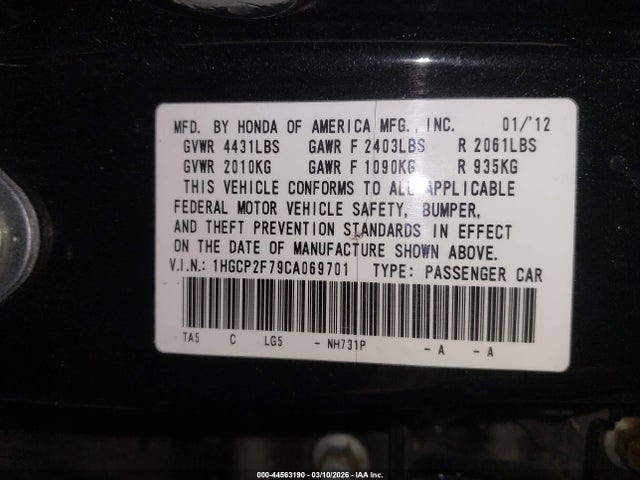 MFD. BY HONDA OF AMERICA MFG., INC. 01/'12
GVWR 4431LBS GAWR F 2403LBS R 2061LBS
GVWR 2010KG GAWR F 1090KG R 935KG
THIS VEHICLE CONFORMS TO ALL APPLICABLE
FEDERAL MOTOR VEHICLE SAFETY, BUMPER,
AND THEFT PREVENTION STANDARDS IN EFFECT
ON THE DATE OF MANUFACTURE SHOWN ABOVE.
V.I.N.: 1HGCP2F79CA069701 TYPE: PASSENGER CAR
TA5 C LG5 - NH731P - A - A
000-44563190 - 03/10/2026 - IAA Inc.